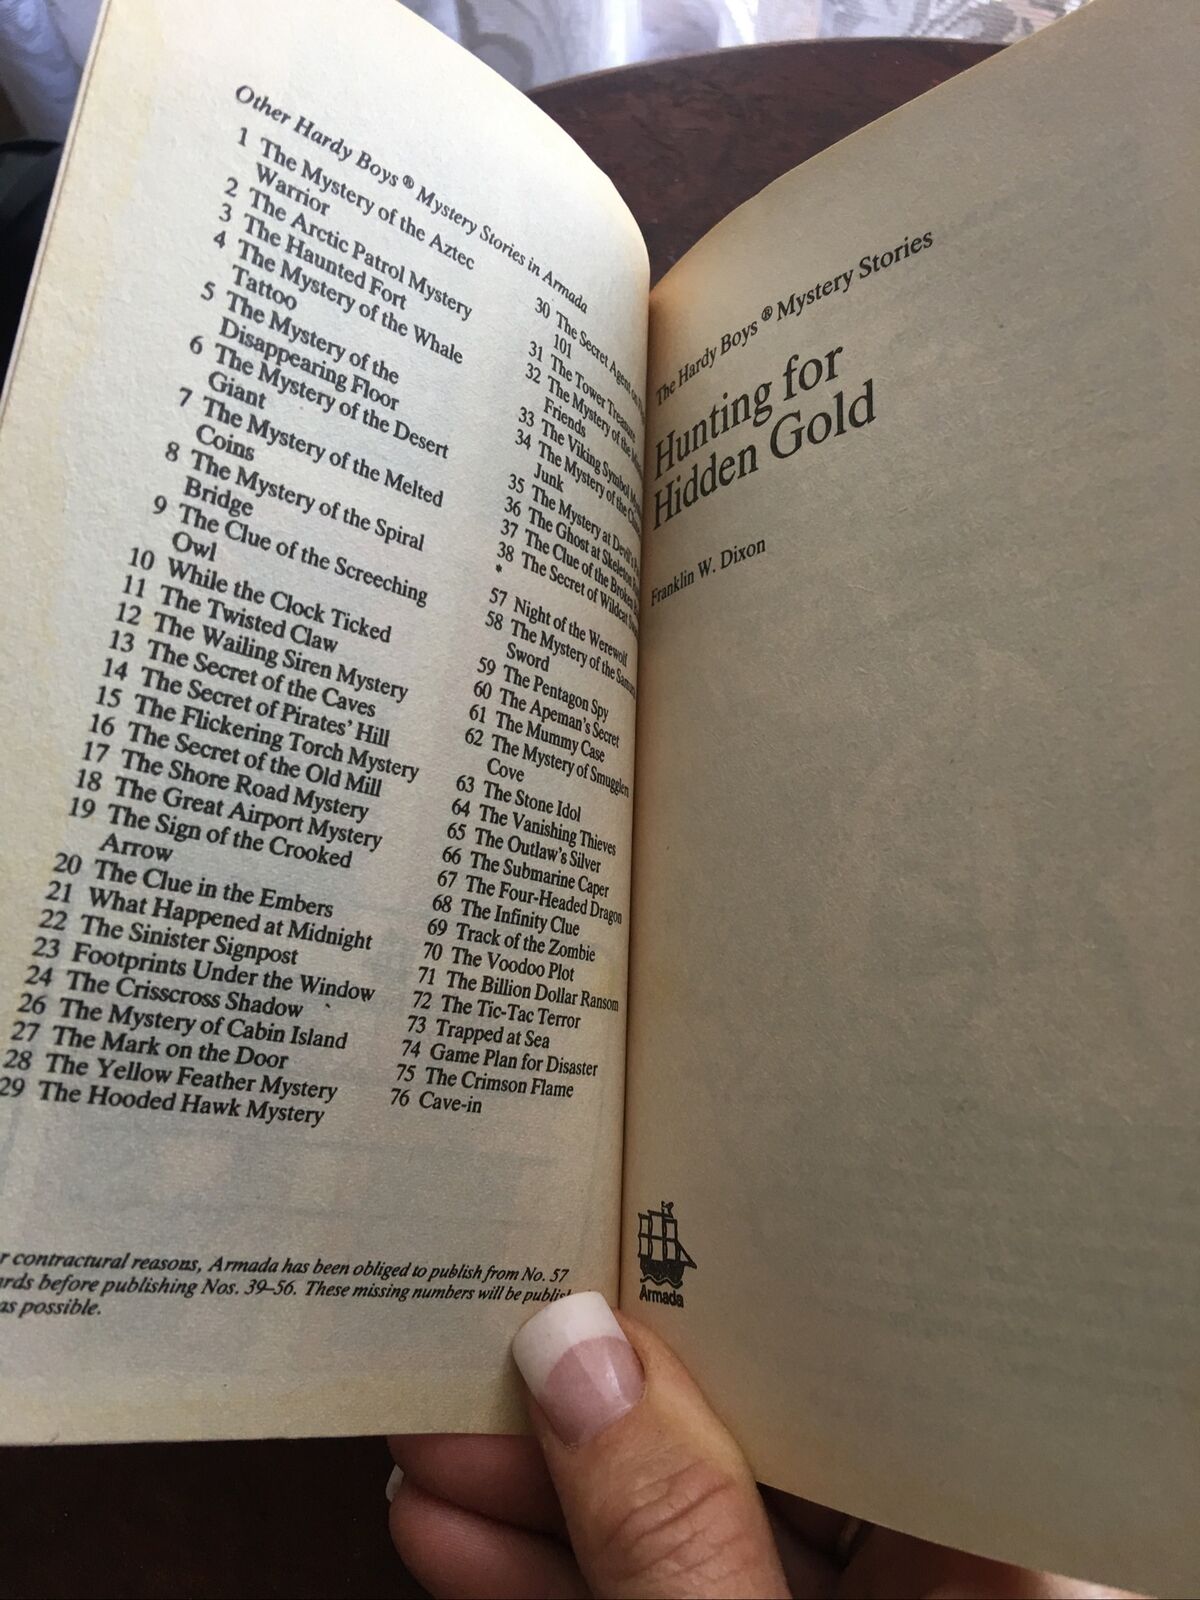 Other Hardy Boys ® Mystery Stories in Armada
1 The Mystery of the Aztec
Warrior
2 The Arctic Patrol Mystery
3 The Haunted Fort
4 The Mystery of the Whale
Tattoo
5 The Mystery of the
Disappearing Floor
6 The Mystery of the Desert
Giant
7 The Mystery of the Melted
Coins
8 The Mystery of the Spiral
Bridge
9 The Clue of the Screeching
Owl
10 While the Clock Ticked
11 The Twisted Claw
12 The Wailing Siren Mystery
13 The Secret of the Caves
14 The Secret of Pirates' Hill
15 The Flickering Torch Mystery
16 The Secret of the Old Mill
17 The Shore Road Mystery
18 The Great Airport Mystery
19 The Sign of the Crooked
Arrow
20 The Clue in the Embers
21 What Happened at Midnight
22 The Sinister Signpost
23 Footprints Under the Window
24 The Crisscross Shadow
26 The Mystery of Cabin Island
27 The Mark on the Door
28 The Yellow Feather Mystery
29 The Hooded Hawk Mystery
30 The Secret Agent on
101
31 The Tower Treasure
32 The Mystery of the
Friends
33 The Viking Symbol
34 The Mystery of the
Junk
35 The Mystery at Devil's
36 The Ghost at Skeleton
37 The Clue of the Broken
38 The Secret of Wildcat
*
57 Night of the Werewolf
58 The Mystery of the
Sword
59 The Pentagon Spy
60 The Apeman's Secret
61 The Mummy Case
62 The Mystery of Smugglers
Cove
63 The Stone Idol
64 The Vanishing Thieves
65 The Outlaw's Silver
66 The Submarine Caper
67 The Four-Headed Dragon
68 The Infinity Clue
69 Track of the Zombie
70 The Voodoo Plot
71 The Billion Dollar Ransom
72 The Tic-Tac Terror
73 Trapped at Sea
74 Game Plan for Disaster
75 The Crimson Flame
76 Cave-in
contractural reasons, Armada has been obliged to publish from No. 57
before publishing Nos. 39–56. These missing numbers will be
as possible.
The Hardy Boys ® Mystery Stories
Hunting for
Hidden Gold
Franklin W. Dixon
Armada